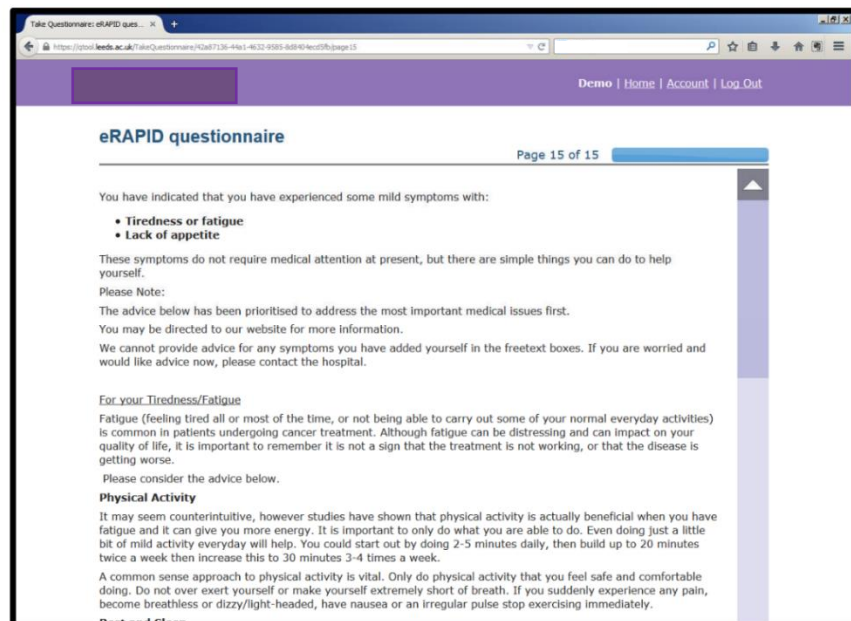 Take Questionnaire: eRAPID ques...
https://qtool.leeds.ac.uk/TakeQuestionnaire/42a87136-44a1-4632-9585-8d8404ecd5fb/page15
Demo | Home | Account | Log Out
eRAPID questionnaire
Page 15 of 15
You have indicated that you have experienced some mild symptoms with:
• Tiredness or fatigue
• Lack of appetite
These symptoms do not require medical attention at present, but there are simple things you can do to help
yourself.
Please Note:
The advice below has been prioritised to address the most important medical issues first.
You may be directed to our website for more information.
We cannot provide advice for any symptoms you have added yourself in the freetext boxes. If you are worried and
would like advice now, please contact the hospital.
For your Tiredness/Fatigue
Fatigue (feeling tired all or most of the time, or not being able to carry out some of your normal everyday activities)
is common in patients undergoing cancer treatment. Although fatigue can be distressing and can impact on your
quality of life, it is important to remember it is not a sign that the treatment is not working, or that the disease is
getting worse.
Please consider the advice below.
Physical Activity
It may seem counterintuitive, however studies have shown that physical activity is actually beneficial when you have
fatigue and it can give you more energy. It is important to only do what you are able to do. Even doing just a little
bit of mild activity everyday will help. You could start out by doing 2-5 minutes daily, then build up to 20 minutes
twice a week then increase this to 30 minutes 3-4 times a week.
A common sense approach to physical activity is vital. Only do physical activity that you feel safe and comfortable
doing. Do not over exert yourself or make yourself extremely short of breath. If you suddenly experience any pain,
become breathless or dizzy/light-headed, have nausea or an irregular pulse stop exercising immediately.
Rest and Sleep